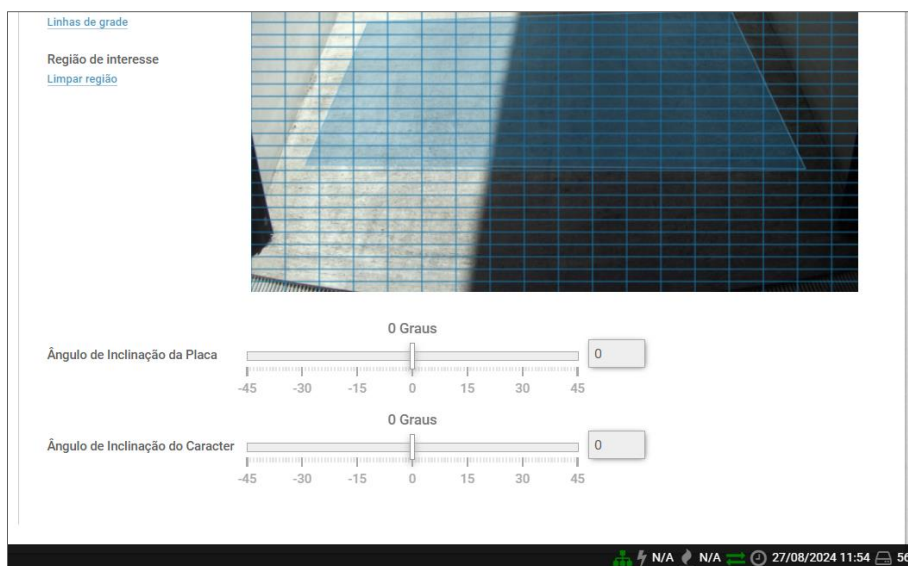 Linhas de grade
Região de interesse
Limpar região
0 Graus
Ângulo de Inclinação da Placa
0
-45 -30 -15 0 15 30 45
0 Graus
Ângulo de Inclinação do Caracter
0
-45 -30 -15 0 15 30 45
N/A N/A 27/08/2024 11:54 56